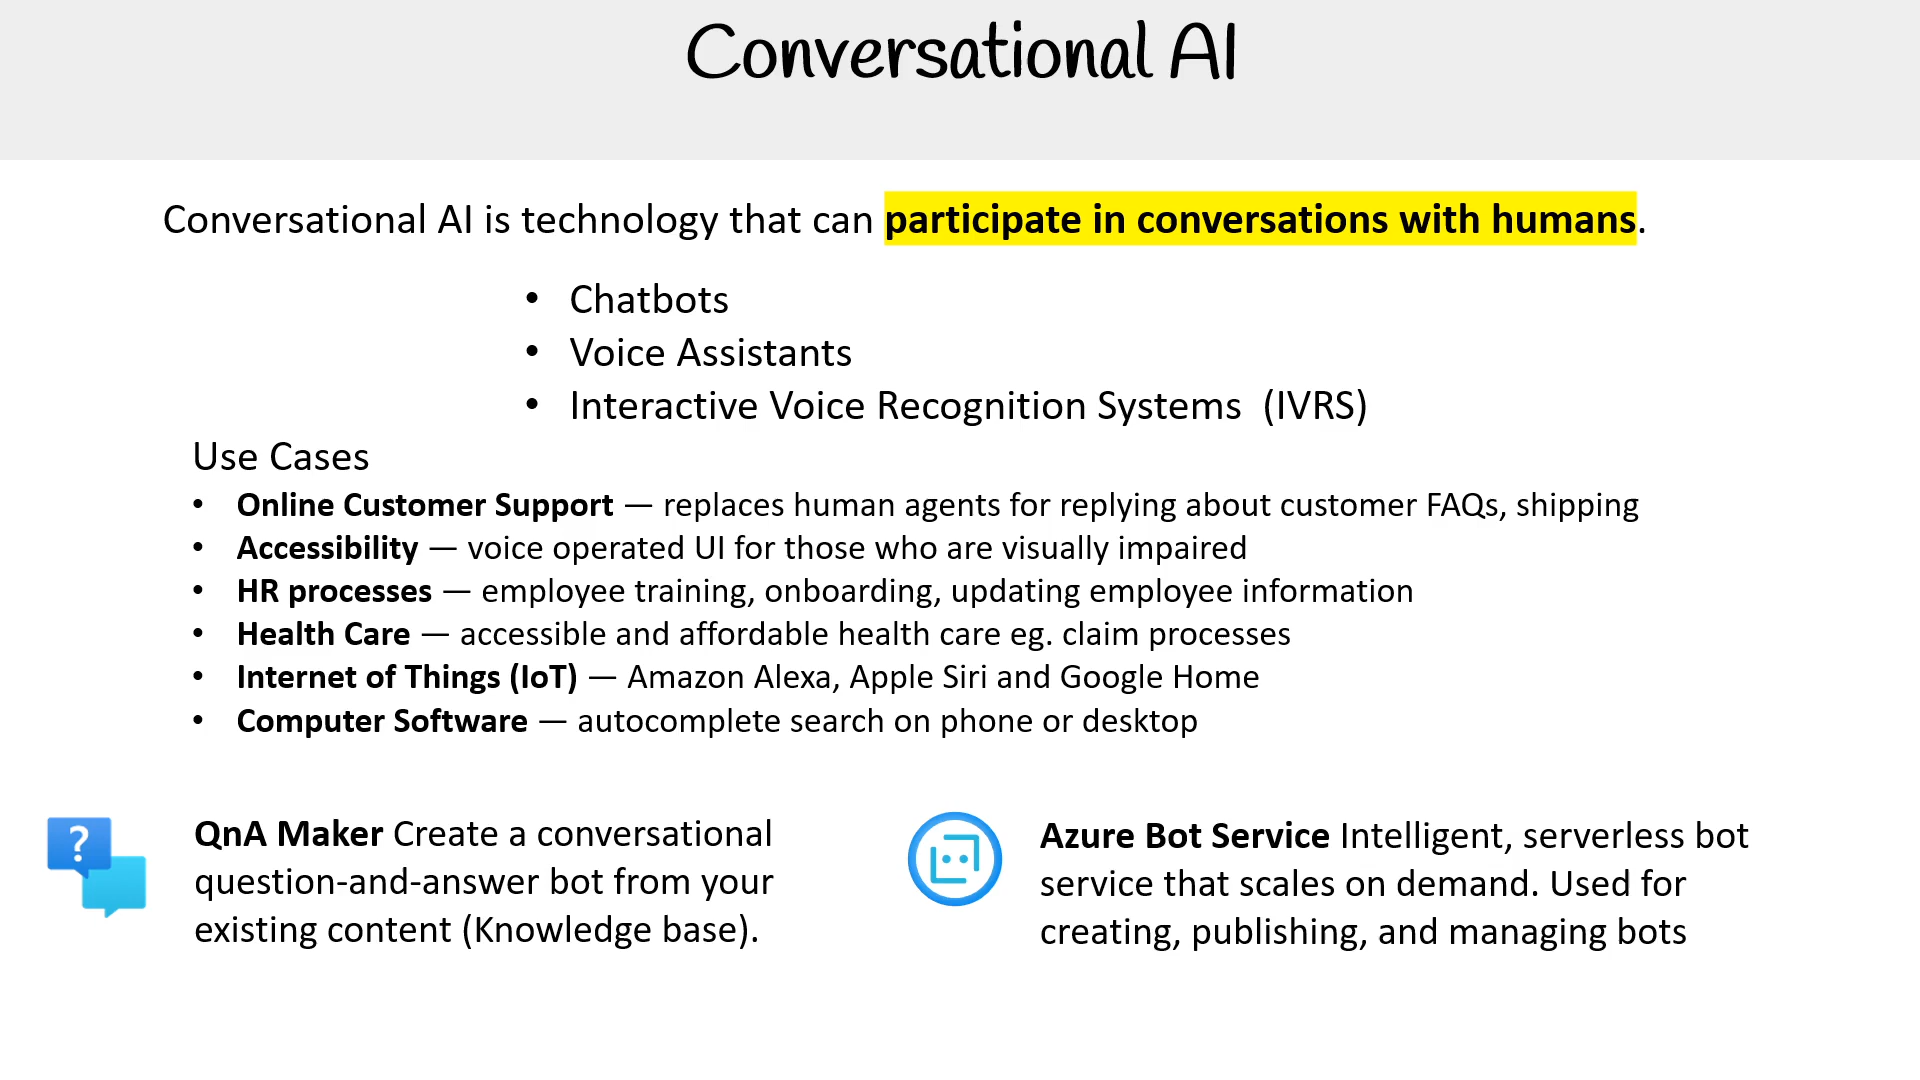 Conversational AI
Conversational AI is technology that can participate in conversations with humans.
• Chatbots
• Voice Assistants
• Interactive Voice Recognition Systems (IVRS)
Use Cases
• Online Customer Support — replaces human agents for replying about customer FAQs, shipping
• Accessibility — voice operated UI for those who are visually impaired
• HR processes — employee training, onboarding, updating employee information
• Health Care — accessible and affordable health care eg. claim processes
• Internet of Things (IoT) — Amazon Alexa, Apple Siri and Google Home
• Computer Software — autocomplete search on phone or desktop
?
QnA Maker Create a conversational
question-and-answer bot from your
existing content (Knowledge base).
Azure Bot Service Intelligent, serverless bot
service that scales on demand. Used for
creating, publishing, and managing bots